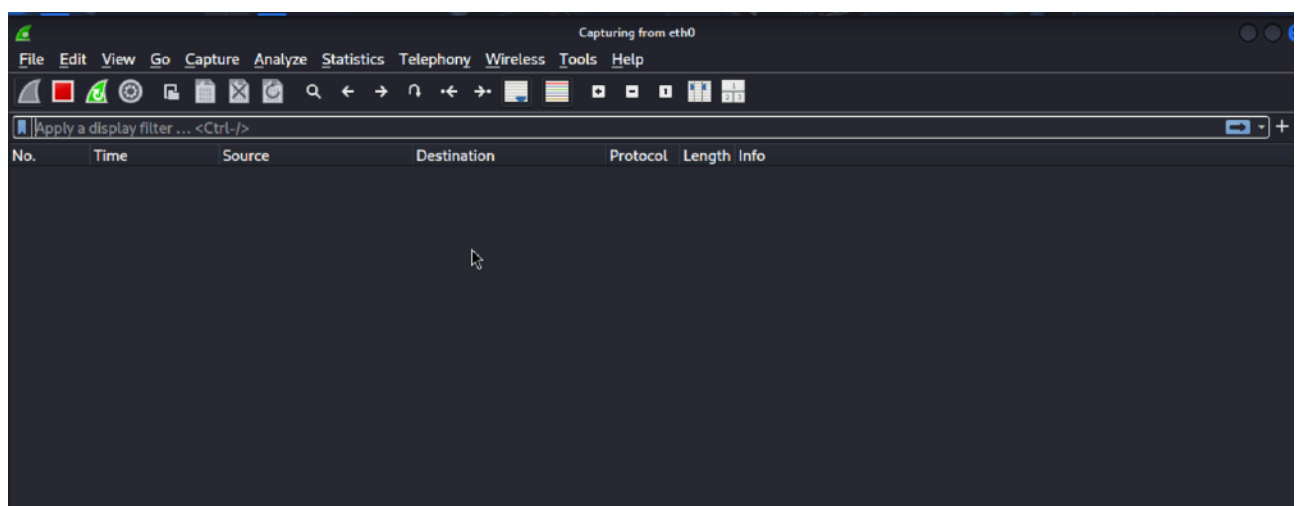 Capturing from eth0
File Edit View Go Capture Analyze Statistics Telephony Wireless Tools Help
Apply a display filter ... <Ctrl-/>
No. Time Source Destination Protocol Length Info